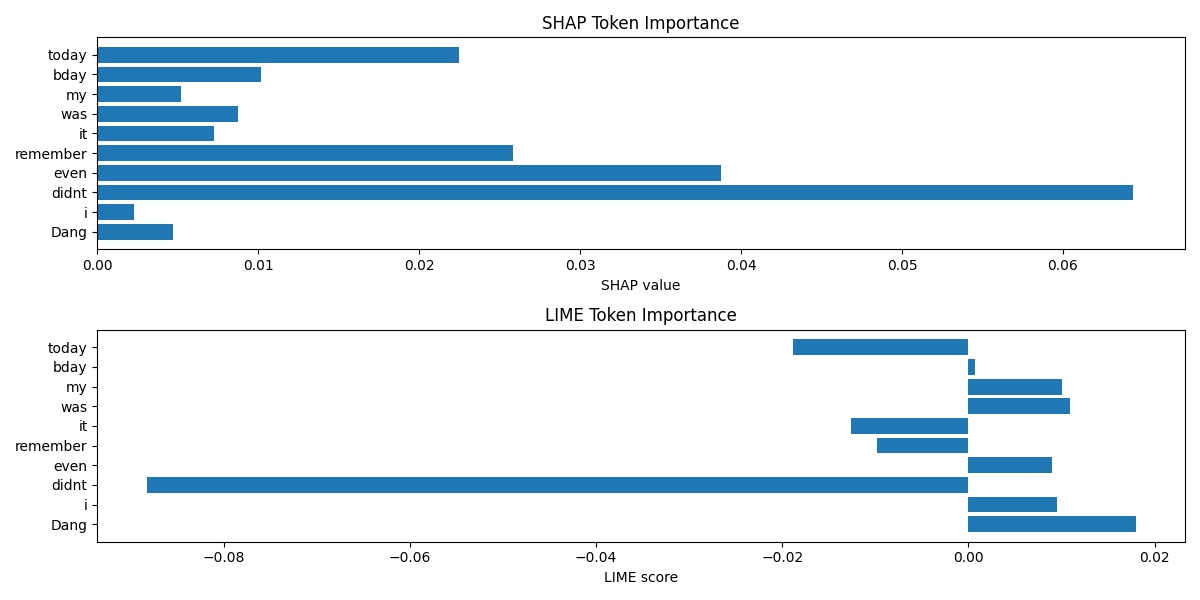 SHAP Token Importance
today
bday
my
was
it
remember
even
didnt
i
Dang
0.00 0.01 0.02 0.03 0.04 0.05 0.06
SHAP value
LIME Token Importance
today
bday
my
was
it
remember
even
didnt
i
Dang
−0.08 −0.06 −0.04 −0.02 0.00 0.02
LIME score